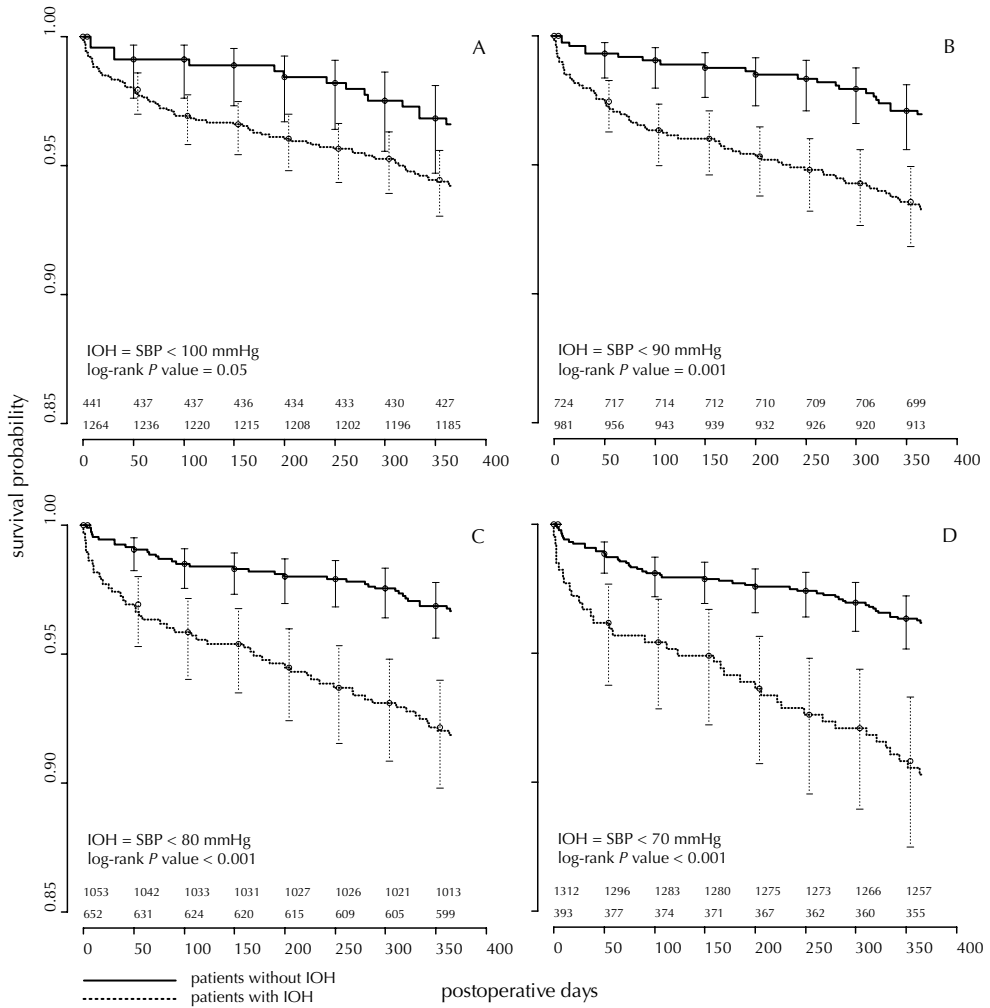 survival probability
1.00
0.95
0.90
0.85
A
IOH = SBP < 100 mmHg
log-rank P value = 0.05
441 437 437 436 434 433 430 427
1264 1236 1220 1215 1208 1202 1196 1185
0 50 100 150 200 250 300 350 400
B
IOH = SBP < 90 mmHg
log-rank P value = 0.001
724 717 714 712 710 709 706 699
981 956 943 939 932 926 920 913
0 50 100 150 200 250 300 350 400
1.00
0.95
0.90
0.85
C
IOH = SBP < 80 mmHg
log-rank P value < 0.001
1053 1042 1033 1031 1027 1026 1021 1013
652 631 624 620 615 609 605 599
0 50 100 150 200 250 300 350 400
D
IOH = SBP < 70 mmHg
log-rank P value < 0.001
1312 1296 1283 1280 1275 1273 1266 1257
393 377 374 371 367 362 360 355
0 50 100 150 200 250 300 350 400
patients without IOH
patients with IOH
postoperative days